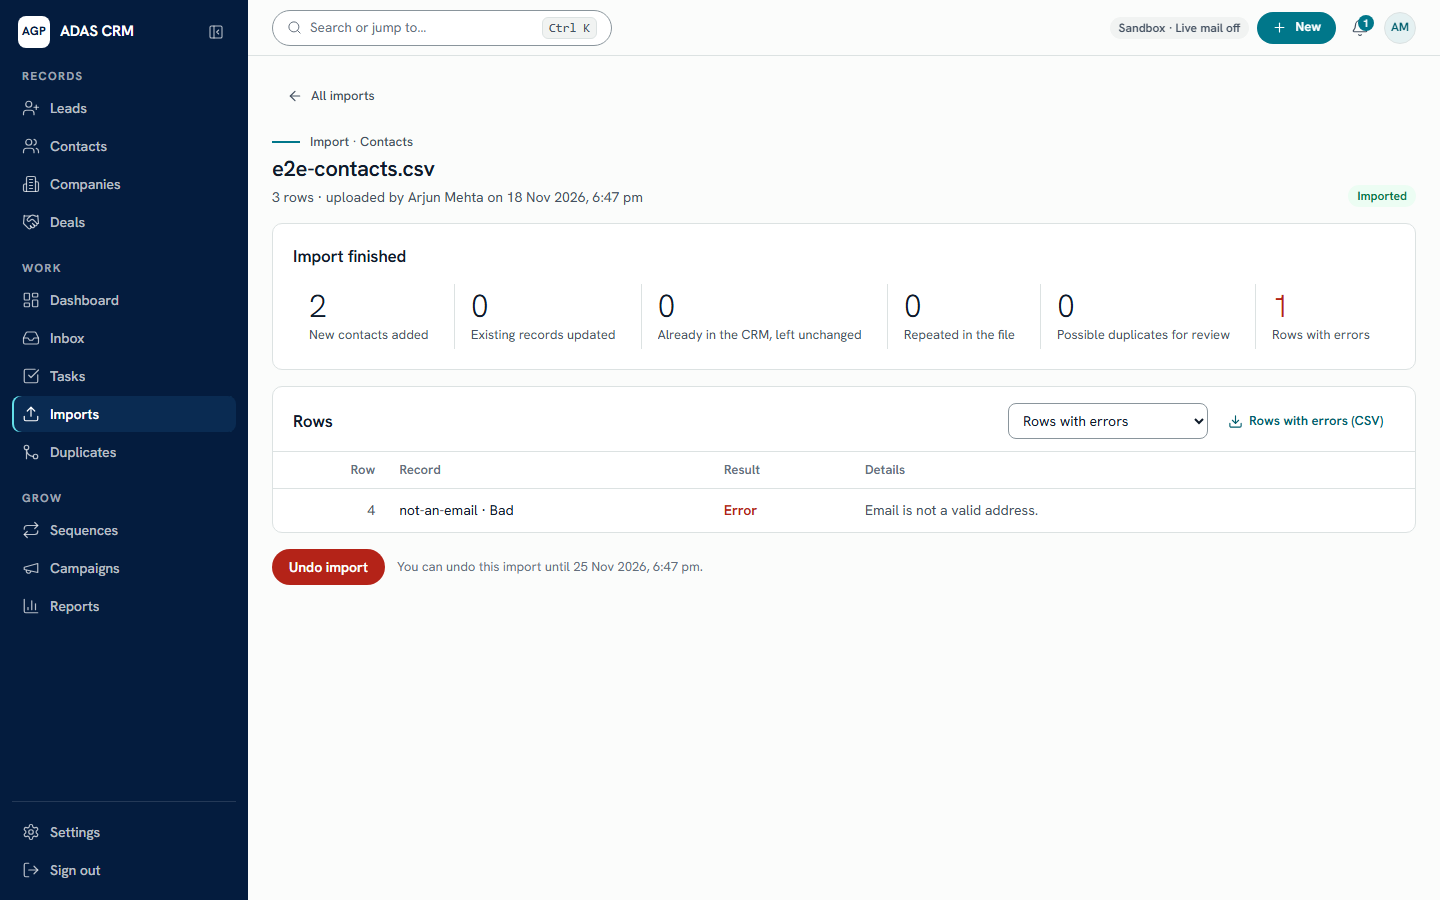 AGP ADAS CRM
RECORDS
Leads
Contacts
Companies
Deals
WORK
Dashboard
Inbox
Tasks
Imports
Duplicates
GROW
Sequences
Campaigns
Reports
Settings
Sign out
Search or jump to... Ctrl K
Sandbox · Live mail off
New
1
AM
All imports
Import · Contacts
e2e-contacts.csv
3 rows · uploaded by Arjun Mehta on 18 Nov 2026, 6:47 pm
Imported
Import finished
2
New contacts added
0
Existing records updated
0
Already in the CRM, left unchanged
0
Repeated in the file
0
Possible duplicates for review
1
Rows with errors
Rows
Rows with errors
Rows with errors (CSV)
Row Record Result Details
4 not-an-email · Bad Error Email is not a valid address.
Undo import
You can undo this import until 25 Nov 2026, 6:47 pm.